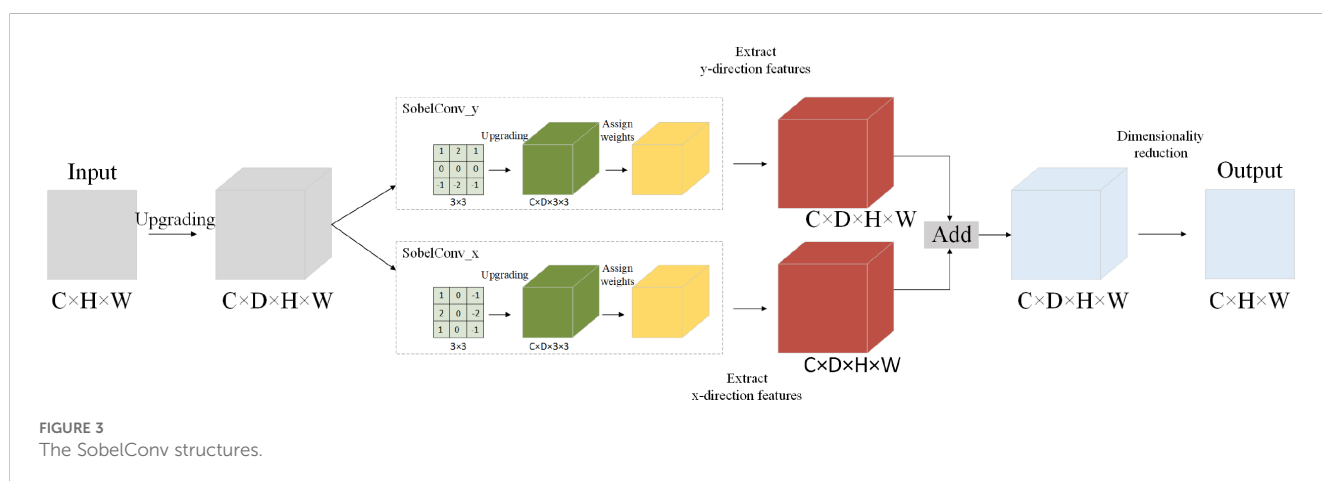 Input
C×H×W
Upgrading
C×D×H×W
SobelConv_y
1 2 1
0 0 0
-1 -2 -1
3×3
Upgrading
C×D×3×3
Assign
weights
Extract
y-direction features
C×D×H×W
SobelConv_x
1 0 -1
2 0 -2
1 0 -1
3×3
Upgrading
C×D×3×3
Assign
weights
Extract
x-direction features
C×D×H×W
Add
C×D×H×W
Dimensionality
reduction
Output
C×H×W
FIGURE 3
The SobelConv structures.